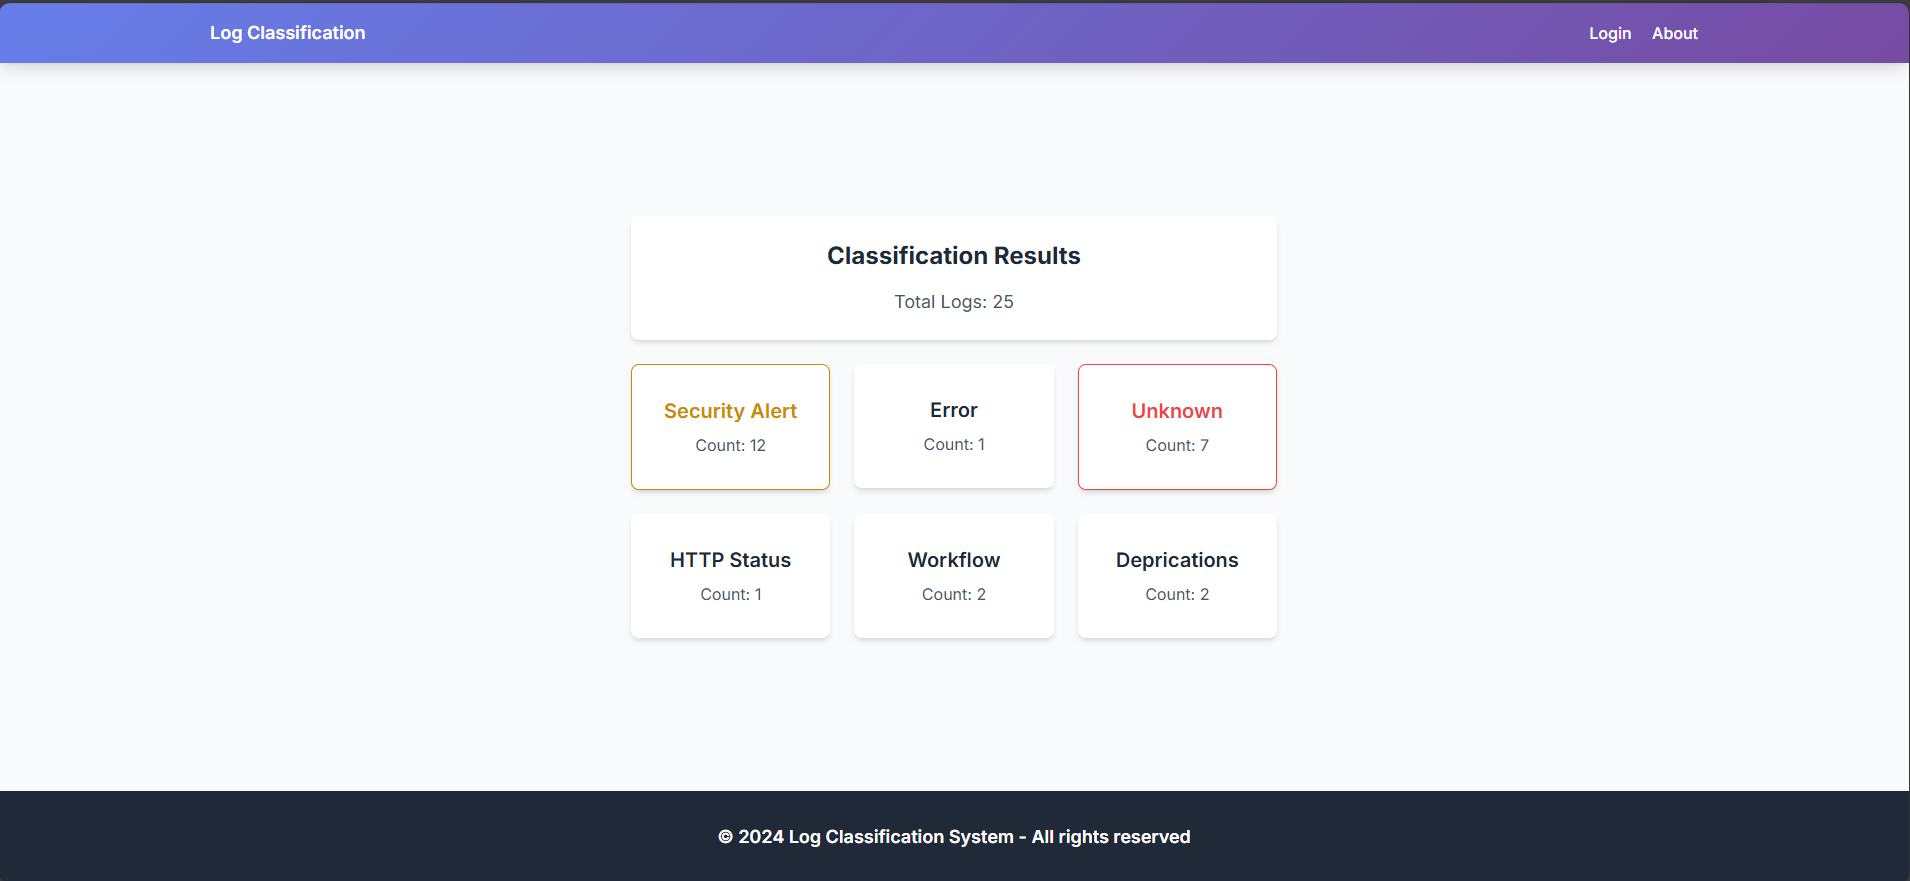 Log Classification
Login
About
Classification Results
Total Logs: 25
Security Alert
Count: 12
Error
Count: 1
Unknown
Count: 7
HTTP Status
Count: 1
Workflow
Count: 2
Deprications
Count: 2
© 2024 Log Classification System - All rights reserved